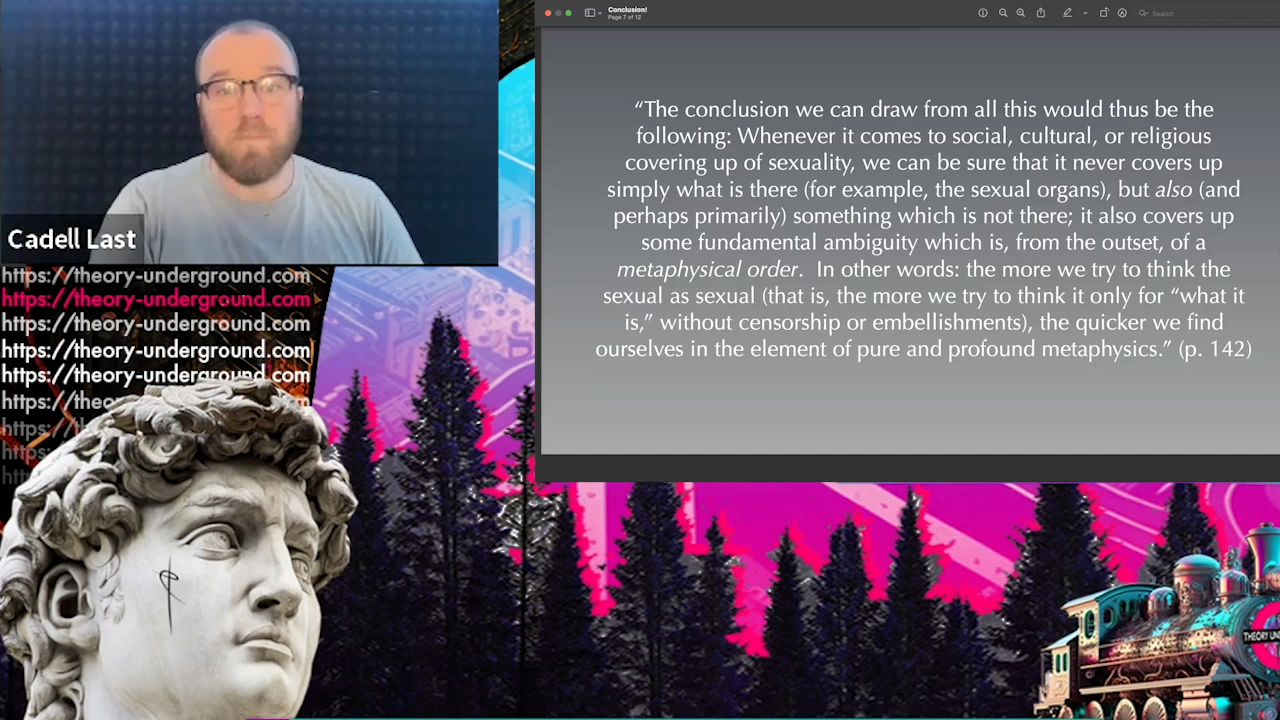 Cadell Last
https://theory-underground.com
https://theory-underground.com
https://theory-underground.com
https://theory-underground.com
https://theory-underground.com
Conclusion!
Page 7 of 12
Search
“The conclusion we can draw from all this would thus be the
following: Whenever it comes to social, cultural, or religious
covering up of sexuality, we can be sure that it never covers up
simply what is there (for example, the sexual organs), but also (and
perhaps primarily) something which is not there; it also covers up
some fundamental ambiguity which is, from the outset, of a
metaphysical order.  In other words: the more we try to think the
sexual as sexual (that is, the more we try to think it only for “what it
is,” without censorship or embellishments), the quicker we find
ourselves in the element of pure and profound metaphysics.” (p. 142)
THEORY